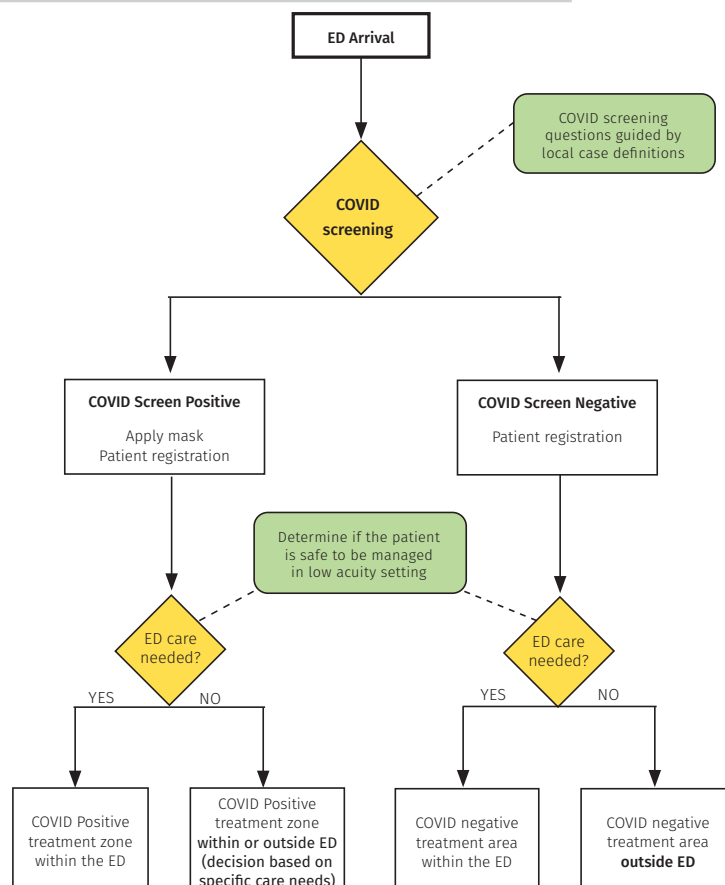 ED Arrival
COVID screening
questions guided by
local case definitions
COVID
screening
COVID Screen Positive
Apply mask
Patient registration
COVID Screen Negative
Patient registration
Determine if the patient
is safe to be managed
in low acuity setting
ED care
needed?
ED care
needed?
YES
NO
YES
NO
COVID Positive
treatment zone
within the ED
COVID Positive
treatment zone
within or outside ED
(decision based on
specific care needs)
COVID negative
treatment area
within the ED
COVID negative
treatment area
outside ED